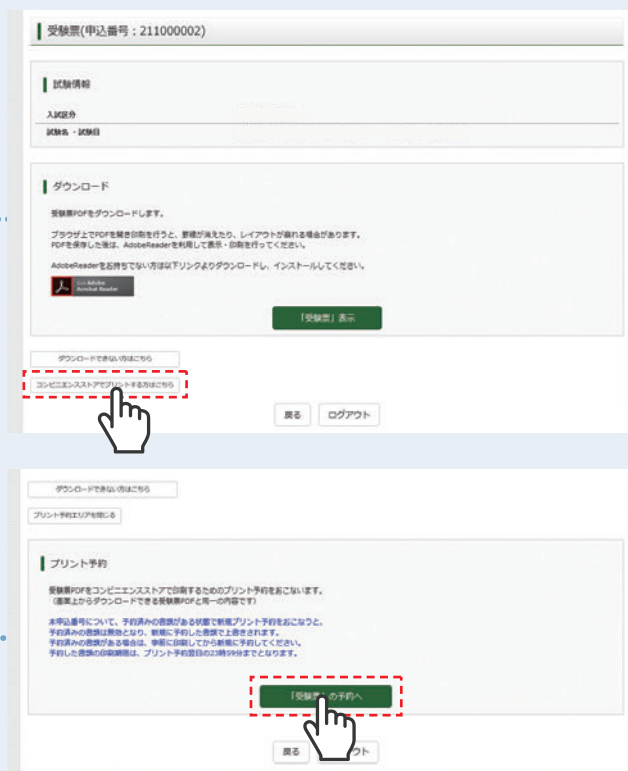 受験票(申込番号：211000002)
試験情報
入試区分
試験名・試験日
ダウンロード
受験票PDFをダウンロードします。
ブラウザ上でPDFを開き印刷を行うと、罫線が消えたり、レイアウトが崩れる場合があります。
PDFを保存した後は、AdobeReaderを利用して表示・印刷を行ってください。
AdobeReaderをお持ちでない方は以下リンクよりダウンロードし、インストールしてください。
Get Adobe
Acrobat Reader
「受験票」表示
ダウンロードできない方はこちら
コンビニエンスストアでプリントする方はこちら
戻る
ログアウト
ダウンロードできない方はこちら
プリント予約エリアを閉じる
プリント予約
受験票PDFをコンビニエンスストアで印刷するためのプリント予約をおこないます。
（画面上からダウンロードできる受験票PDFと同一の内容です）
本申込番号について、予約済みの書類がある状態で新規プリント予約をおこなうと、
予約済みの書類は無効となり、新規に予約した書類で上書きされます。
予約済みの書類がある場合は、事前に印刷してから新規に予約してください。
予約した書類の印刷期限は、プリント予約翌日の23時59分までとなります。
「受験票」の予約へ
戻る
ウト